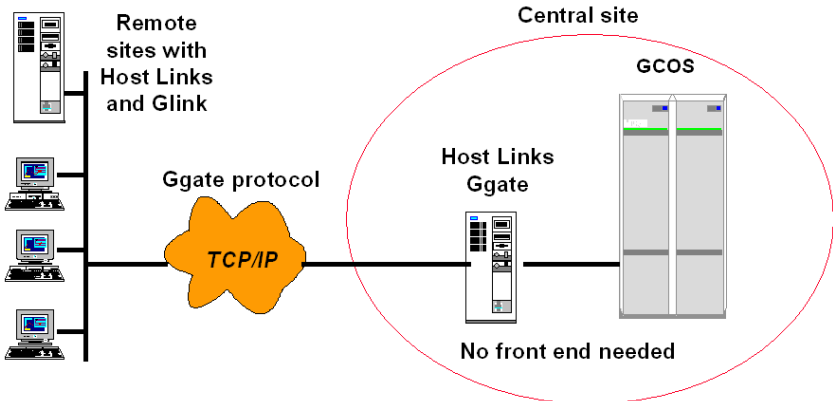 Remote
sites with
Host Links
and Glink
Ggate protocol
TCP/IP
Central site
GCOS
Host Links
Ggate
No front end needed